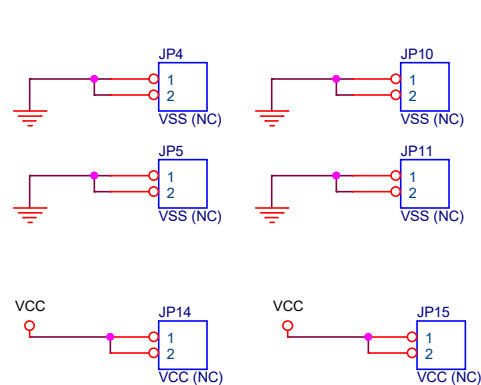 JP4
1
2
VSS (NC)
JP10
1
2
VSS (NC)
JP5
1
2
VSS (NC)
JP11
1
2
VSS (NC)
VCC
JP14
1
2
VCC (NC)
VCC
JP15
1
2
VCC (NC)